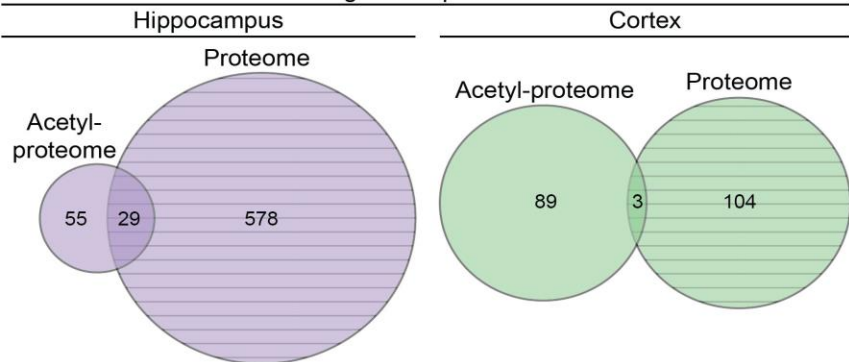 Hippocampus
Cortex
Proteome
Acetyl-proteome
Proteome
Acetyl-
proteome
55
29
578
89
3
104